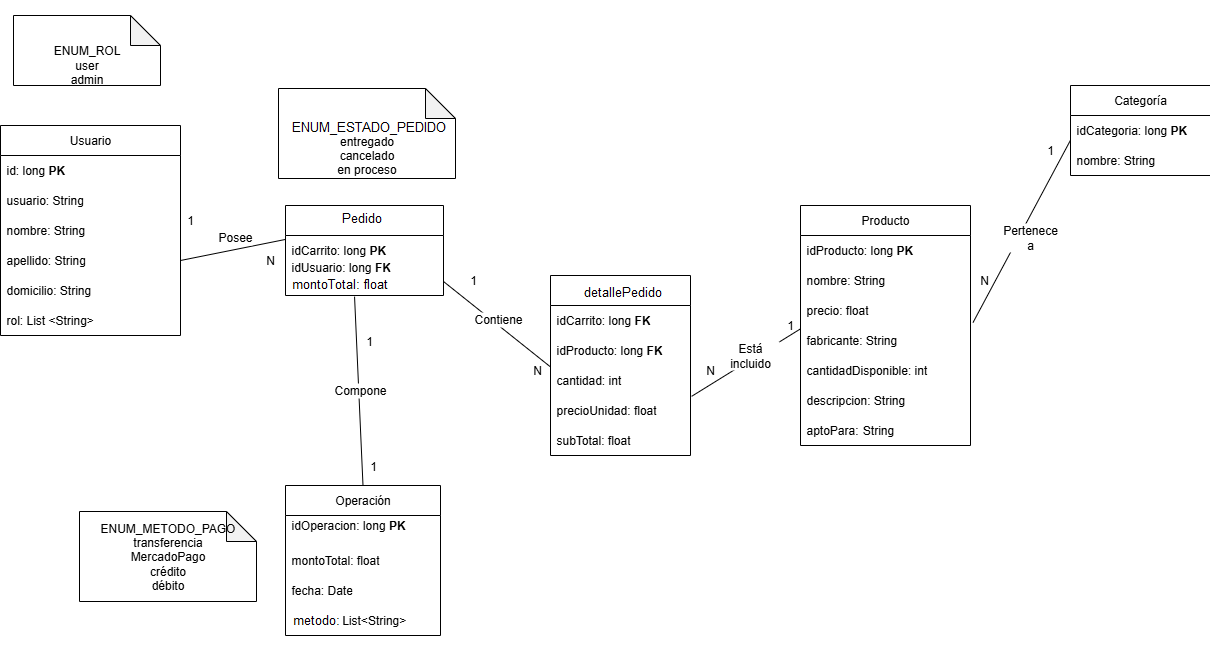 ENUM_ROL
user
admin
ENUM_ESTADO_PEDIDO
entregado
cancelado
en proceso
Usuario
id: long PK
usuario: String
nombre: String
apellido: String
domicilio: String
rol: List <String>
1
Posee
N
Pedido
idCarrito: long PK
idUsuario: long FK
montoTotal: float
1
Contiene
N
1
Compone
1
detallePedido
idCarrito: long FK
idProducto: long FK
cantidad: int
precioUnidad: float
subTotal: float
1
Está
incluido
N
Producto
idProducto: long PK
nombre: String
precio: float
fabricante: String
cantidadDisponible: int
descripcion: String
aptoPara: String
1
Pertenece
a
N
Categoría
idCategoria: long PK
nombre: String
ENUM_METODO_PAGO
transferencia
MercadoPago
crédito
débito
Operación
idOperacion: long PK
montoTotal: float
fecha: Date
metodo: List<String>